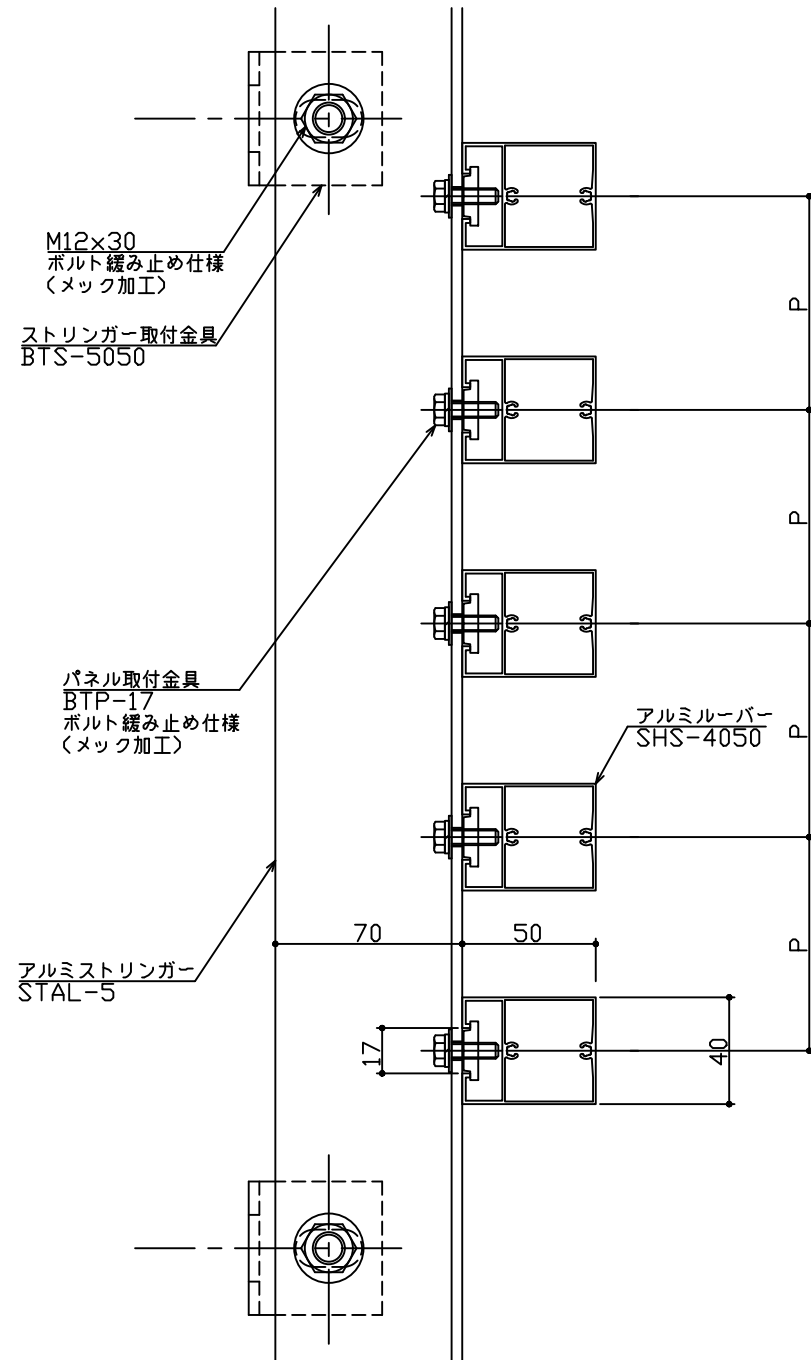 M12×30
ボルト緩み止め仕様
(メック加工)
ストリンガー取付金具
BTS-5050
P
P
パネル取付金具
BTP-17
ボルト緩み止め仕様
(メック加工)
アルミルーバー
SHS-4050
P
70
50
P
アルミストリンガー
STAL-5
17
40